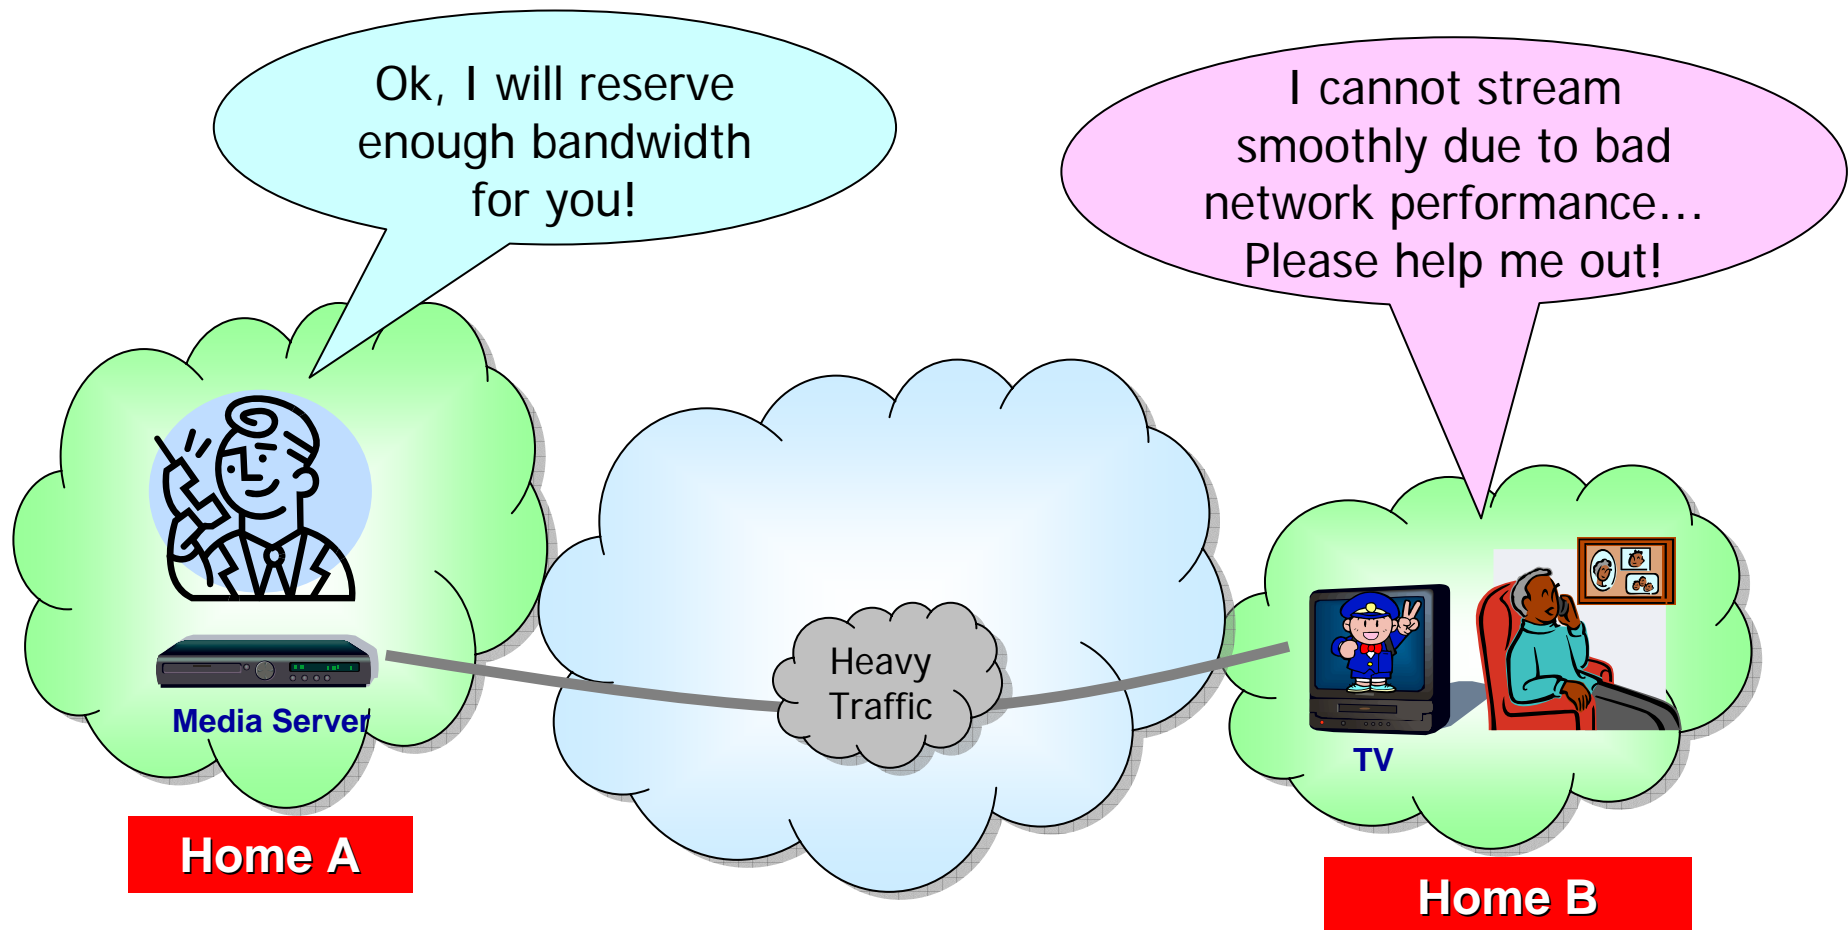 Ok, I will reserve
enough bandwidth
for you!
I cannot stream
smoothly due to bad
network performance…
Please help me out!
Heavy
Traffic
Media Server
TV
Home A
Home B